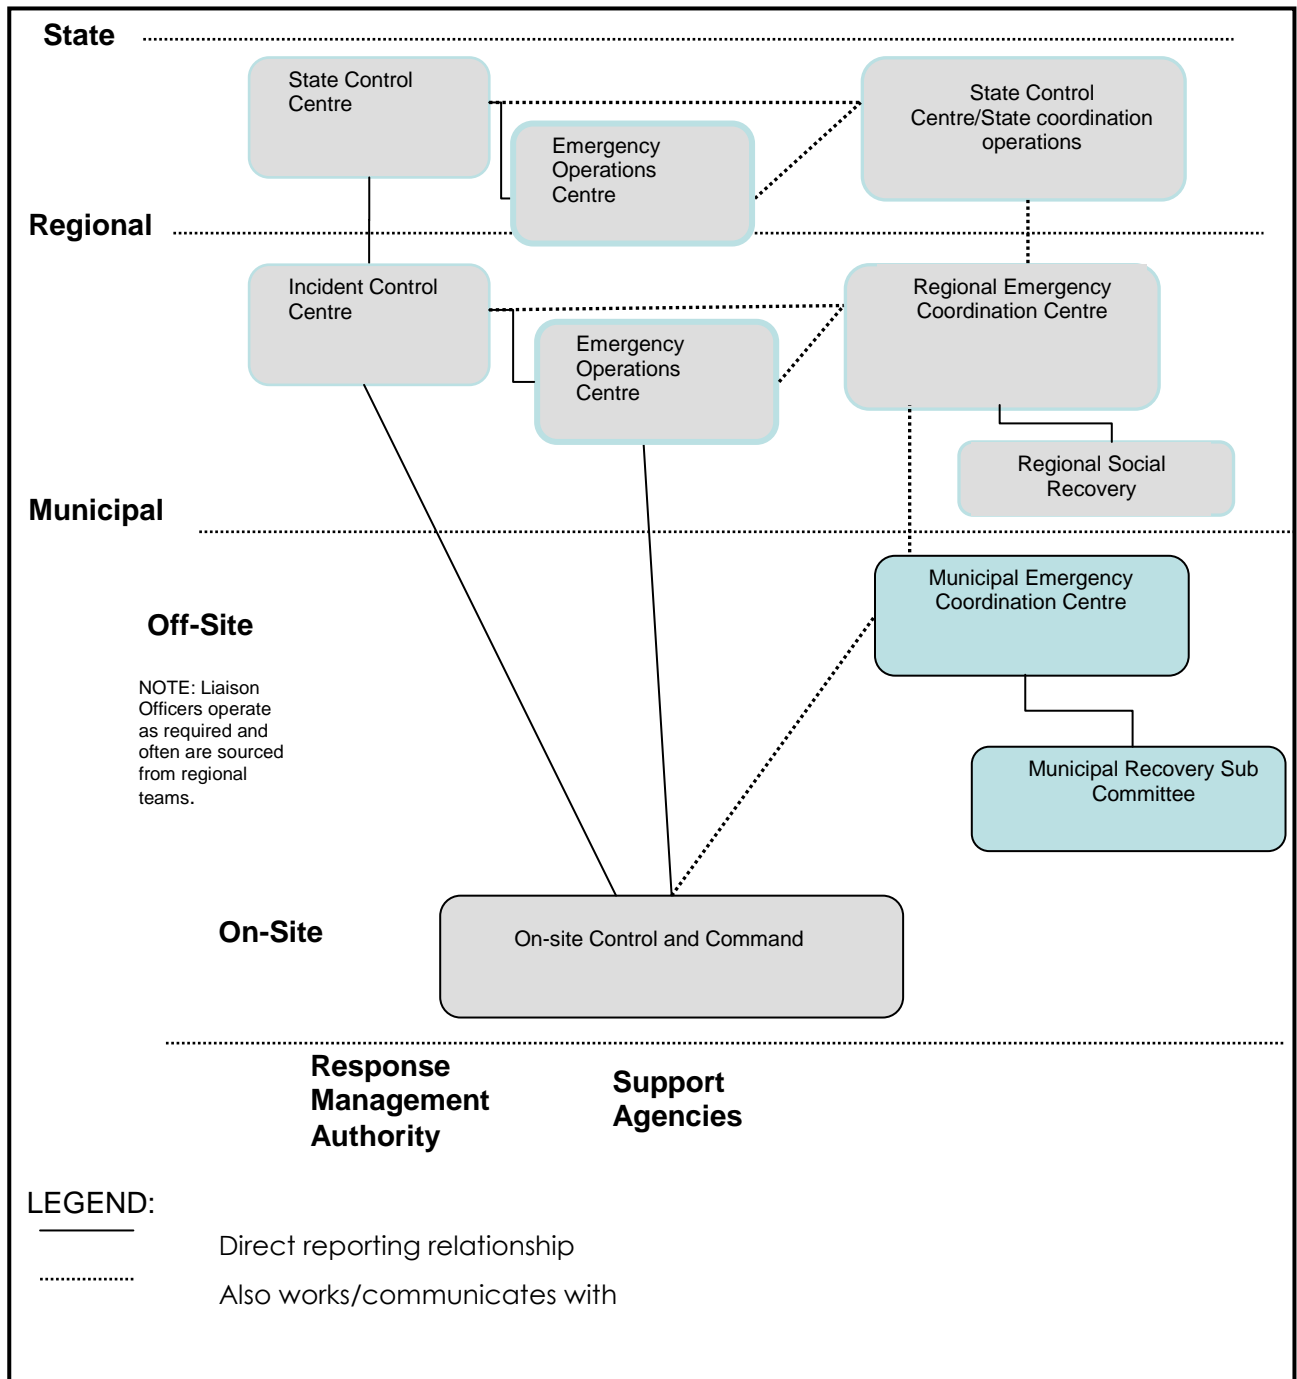 State
State Control
Centre
State Control
Centre/State coordination
operations
Emergency
Operations
Centre
Regional
Incident Control
Centre
Regional Emergency
Coordination Centre
Emergency
Operations
Centre
Regional Social
Recovery
Municipal
Municipal Emergency
Coordination Centre
Off-Site
NOTE: Liaison
Officers operate
as required and
often are sourced
from regional
teams.
Municipal Recovery Sub
Committee
On-Site
On-site Control and Command
Response
Management
Authority
Support
Agencies
LEGEND:
Direct reporting relationship
Also works/communicates with